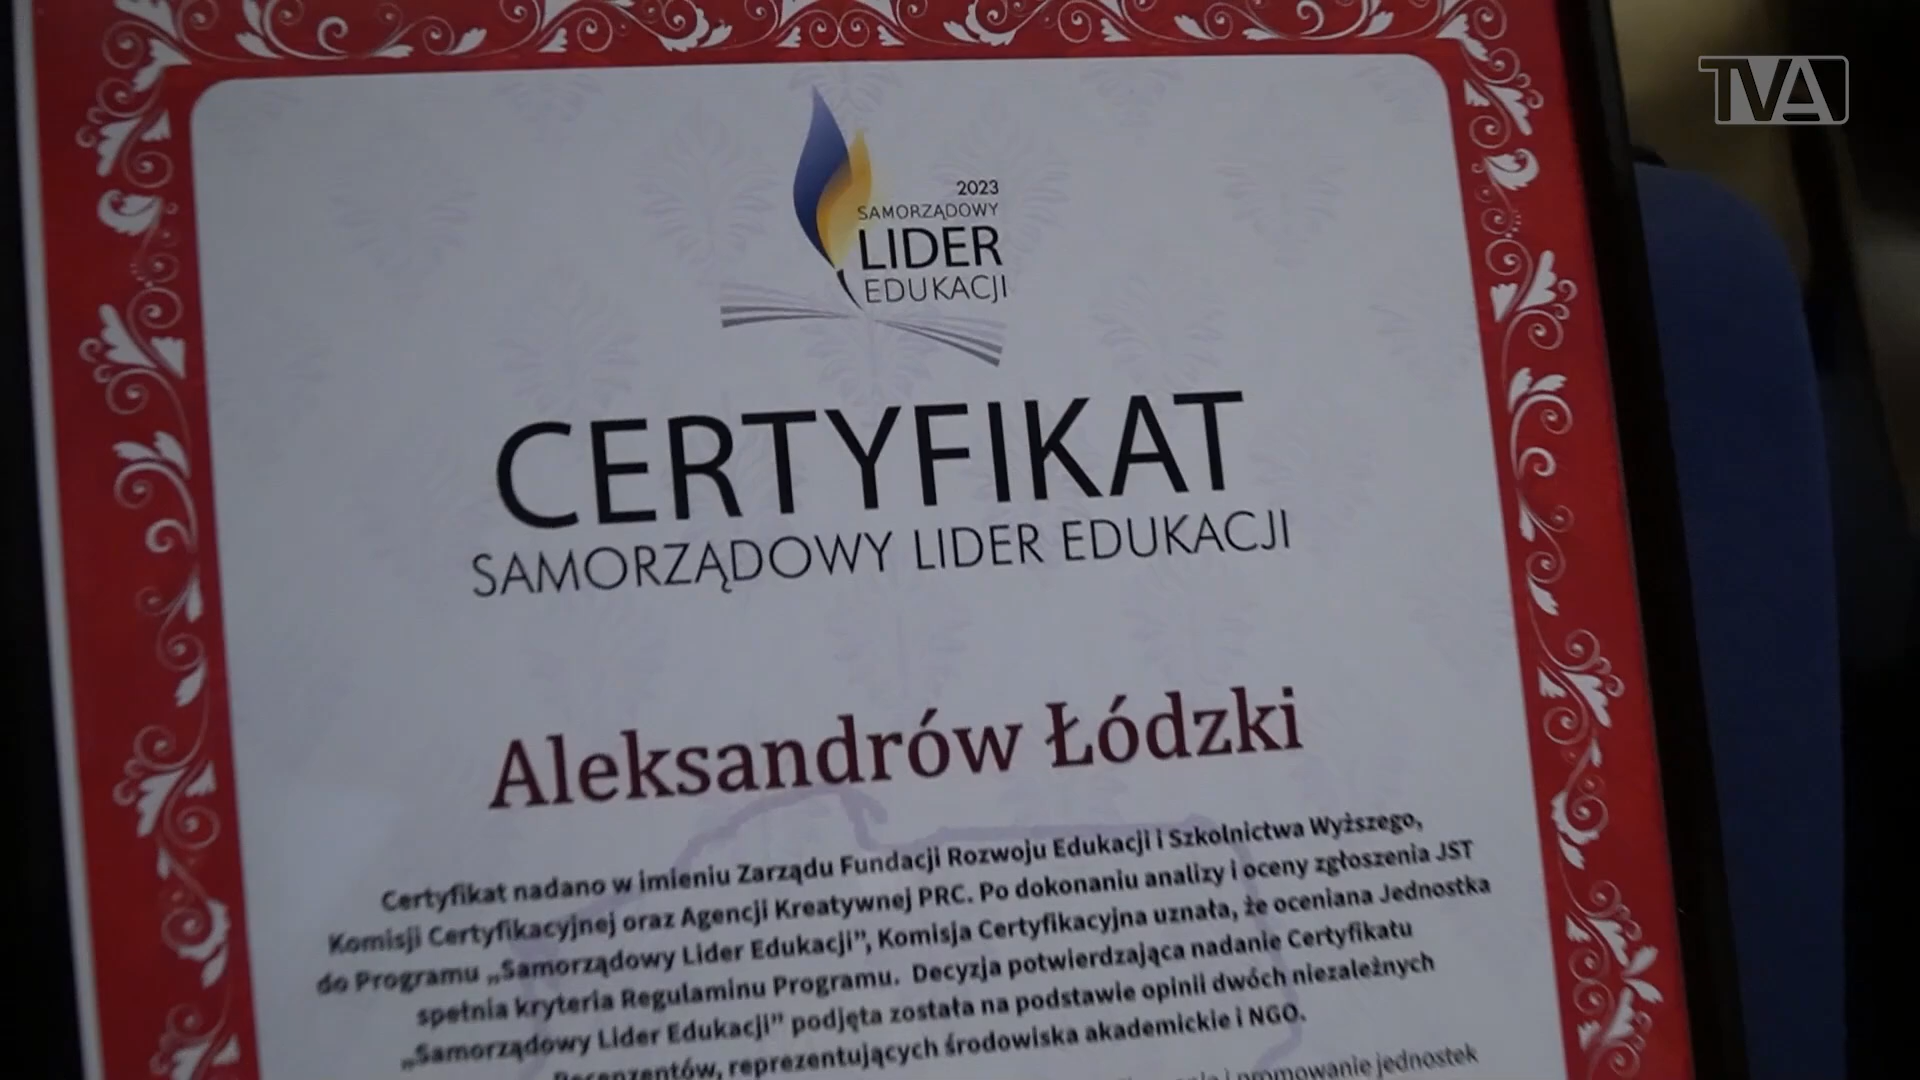 TVA
2023
SAMORZĄDOWY
LIDER
EDUKACJI
CERTYFIKAT
SAMORZĄDOWY LIDER EDUKACJI
Aleksandrów Łódzki
Certyfikat nadano w imieniu Zarządu Fundacji Rozwoju Edukacji i Szkolnictwa Wyższego,
Komisji Certyfikacyjnej oraz Agencji Kreatywnej PRC. Po dokonaniu analizy i oceny zgłoszenia JST
do Programu „Samorządowy Lider Edukacji”, Komisja Certyfikacyjna uznała, że oceniana Jednostka
spełnia kryteria Regulaminu Programu. Decyzja potwierdzająca nadanie Certyfikatu
„Samorządowy Lider Edukacji” podjęta została na podstawie opinii dwóch niezależnych
Recenzentów, reprezentujących środowiska akademickie i NGO.
i promowanie jednostek